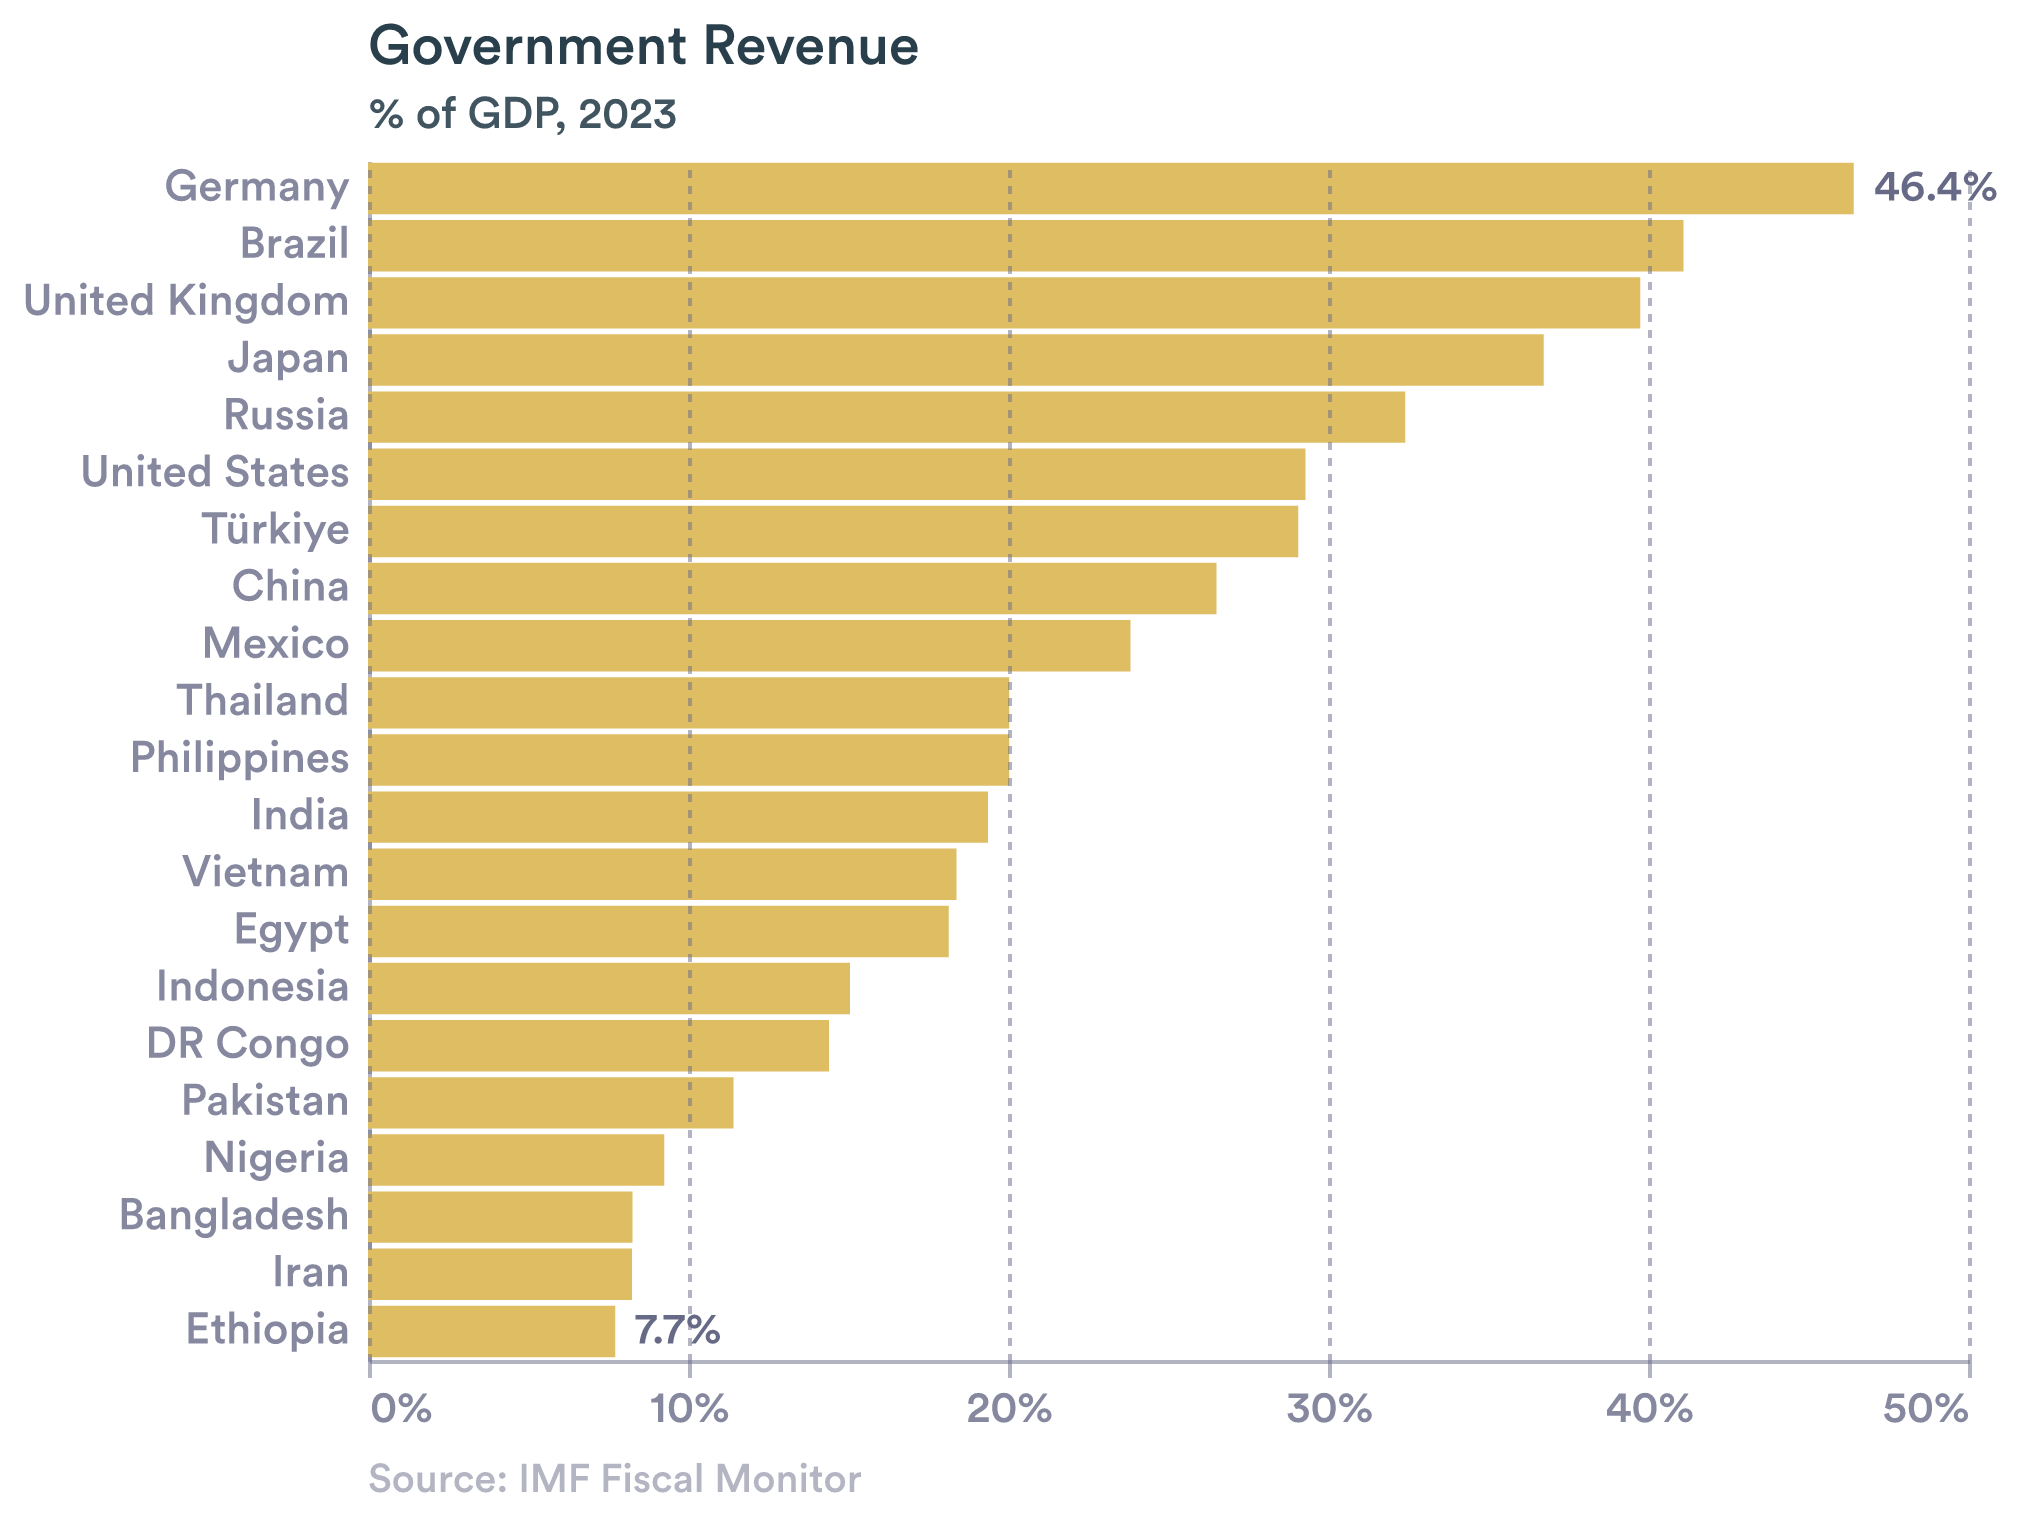 Government Revenue
% of GDP, 2023
Germany 46.4%
Brazil
United Kingdom
Japan
Russia
United States
Türkiye
China
Mexico
Thailand
Philippines
India
Vietnam
Egypt
Indonesia
DR Congo
Pakistan
Nigeria
Bangladesh
Iran
Ethiopia 7.7%
0% 10% 20% 30% 40% 50%
Source: IMF Fiscal Monitor